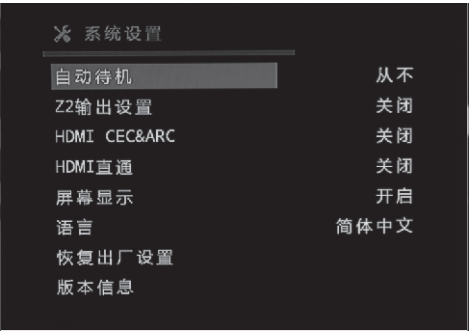 系统设置
自动待机 从不
Z2输出设置 关闭
HDMI CEC&ARC 关闭
HDMI直通 关闭
屏幕显示 开启
语言 简体中文
恢复出厂设置
版本信息